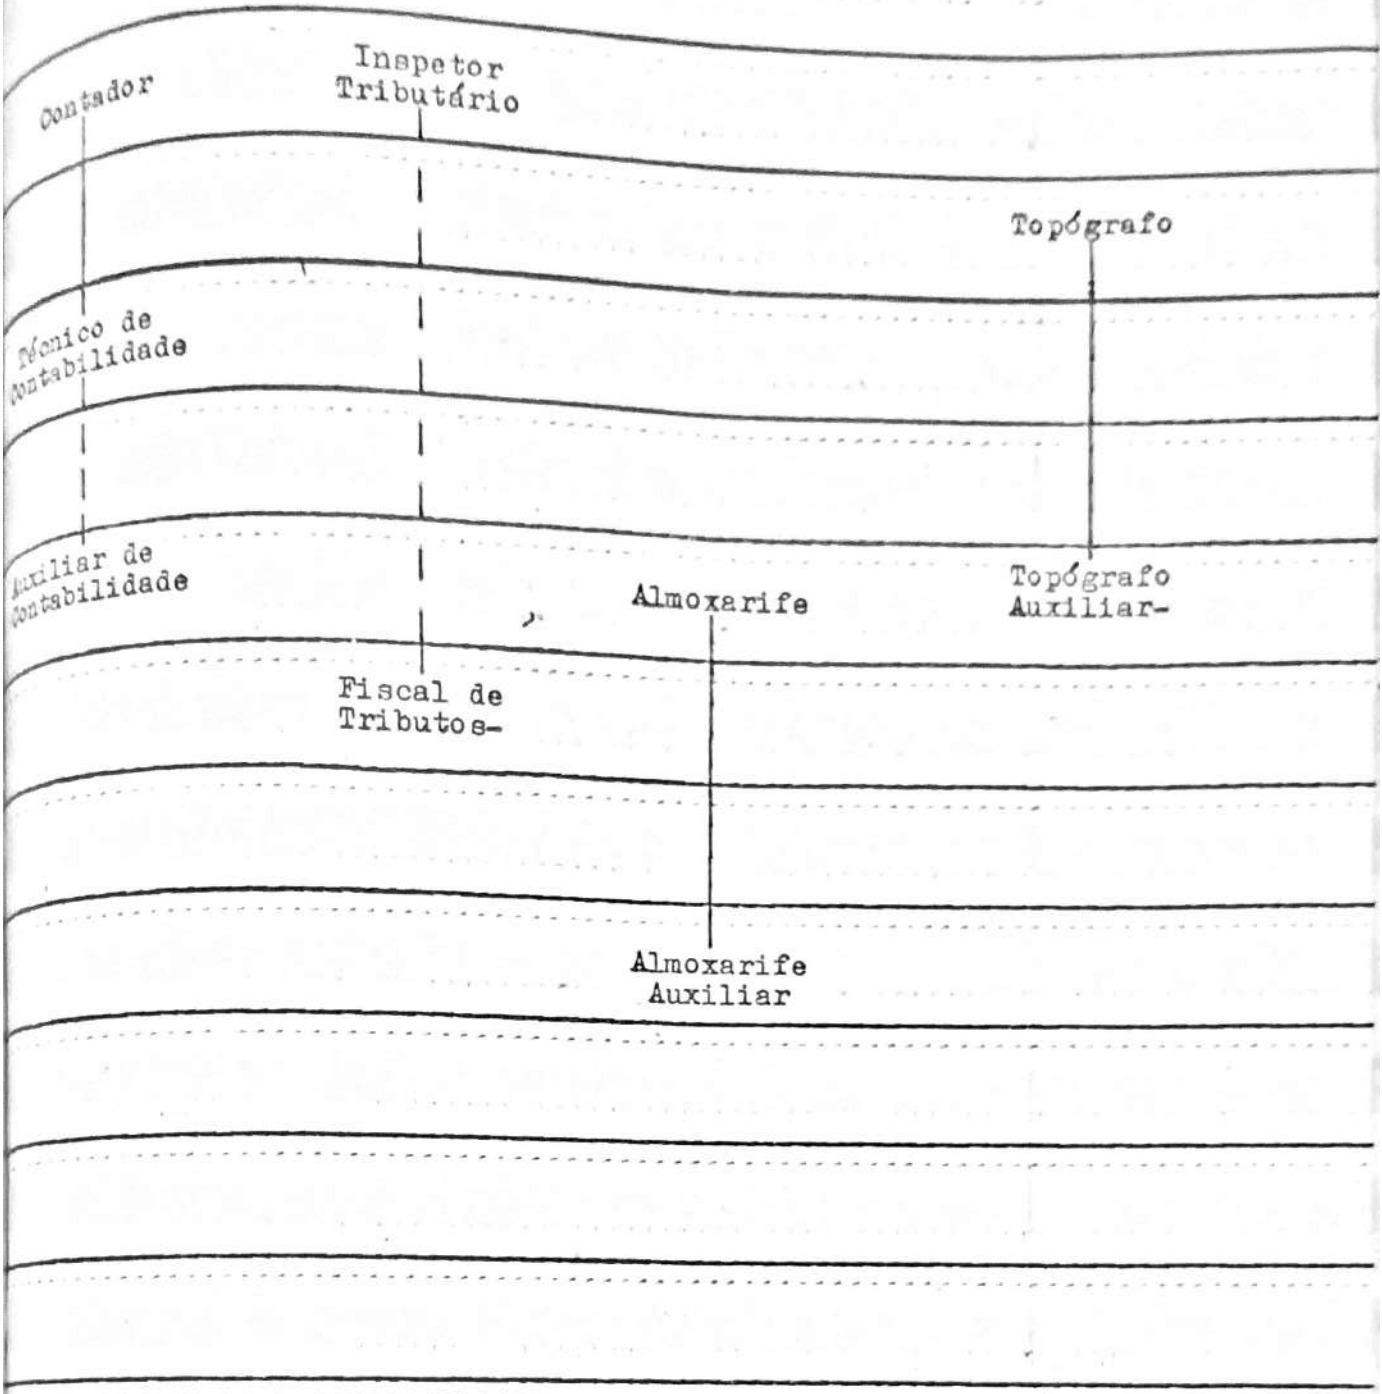 Contador
Inspetor
Tributário
Topógrafo
Técnico de
Contabilidade
Auxiliar de
Contabilidade
Almoxarife
Topógrafo
Auxiliar-
Fiscal de
Tributos-
Almoxarife
Auxiliar